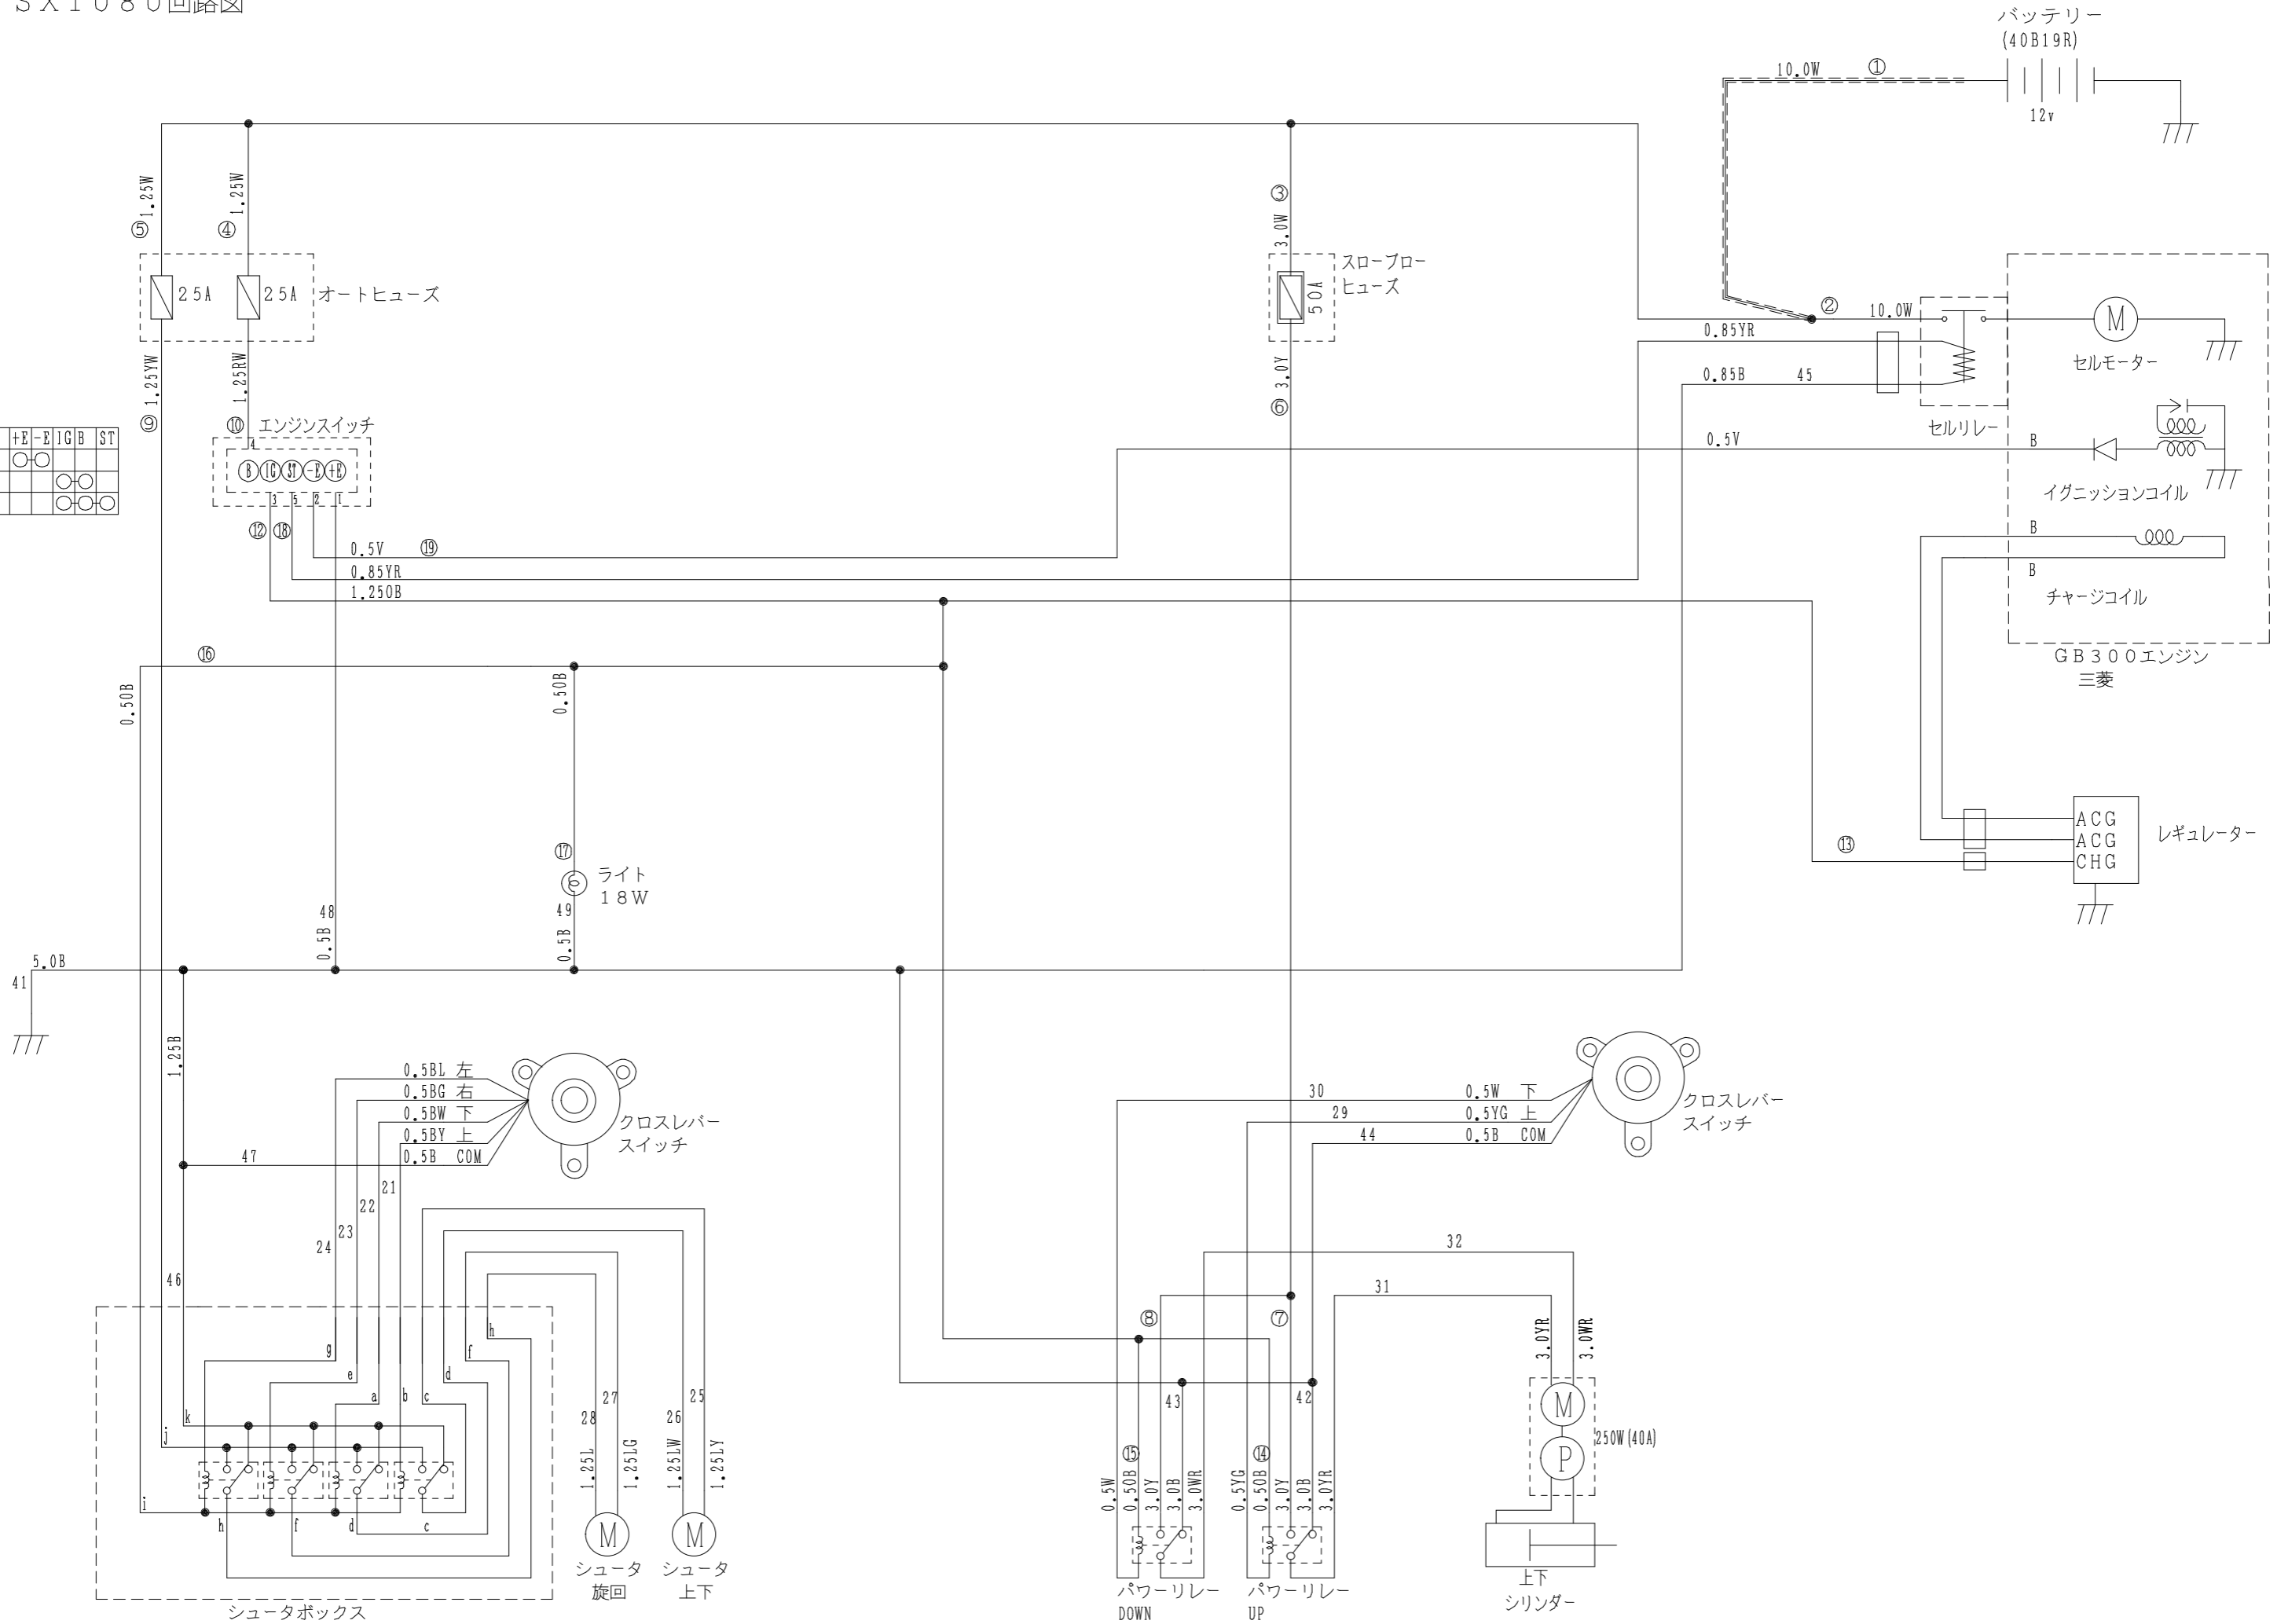 SX1080回路図
バッテリー
(40B19R)
12v
10.0W
①
②
10.0W
1.25W
⑤
1.25W
④
25A
25A
オートヒューズ
③
3.0W
スローブロー
ヒューズ
50A
3.0Y
⑥
1.25YW
⑨
1.25RW
⑩
エンジンスイッチ
4
B IG ST -E +E
3 5 2 1
+E -E IG B ST
⑫
⑱
0.5V
⑲
0.85YR
1.25OB
0.85YR
0.85B
45
セルリレー
M
セルモーター
0.5V
B
イグニッションコイル
B
B
チャージコイル
GB300エンジン
三菱
ACG
ACG
CHG
レギュレーター
⑬
⑯
0.5OB
0.5OB
⑰
ライト
18W
49
0.5B
48
0.5B
5.0B
41
1.25B
0.5BL 左
0.5BG 右
0.5BW 下
0.5BY 上
0.5B COM
クロスレバー
スイッチ
47
21
22
23
24
46
30
0.5W 下
29
0.5YG 上
44
0.5B COM
クロスレバー
スイッチ
32
31
⑧
⑦
g
e
a
b
c
d
f
h
k
j
i
h
f
d
c
28
27
26
25
1.25L
1.25LG
1.25LW
1.25LY
M
M
シュータ
旋回
シュータ
上下
シュータボックス
43
42
⑮
⑭
0.5W
0.5OB
3.0Y
3.0B
3.0WR
0.5YG
0.5OB
3.0Y
3.0B
3.0YR
パワーリレー
DOWN
パワーリレー
UP
3.0YR
3.0WR
M
P
250W(40A)
上下
シリンダー